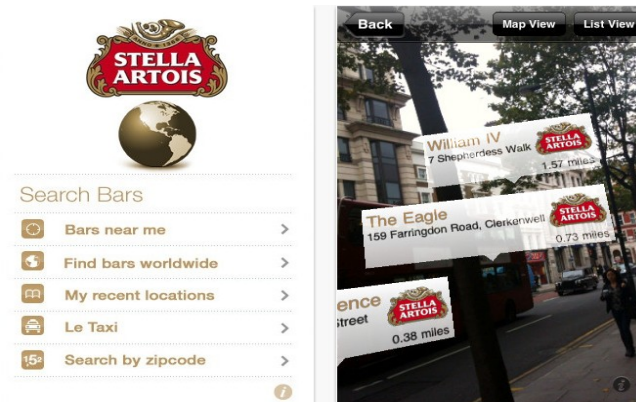 STELLA
ARTOIS
Search Bars
Bars near me
Find bars worldwide
My recent locations
Le Taxi
Search by zipcode
Back
Map View
List View
William IV
7 Shepherdess Walk
STELLA
ARTOIS
1.57 miles
The Eagle
159 Farringdon Road, Clerkenwell
STELLA
ARTOIS
0.73 miles
ence
Street
STELLA
ARTOIS
0.38 miles